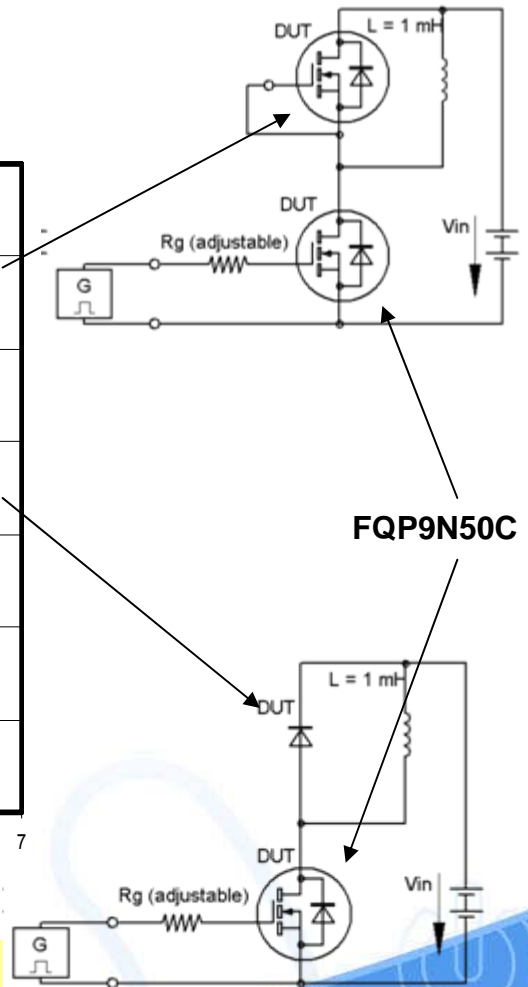 DUT
L = 1 mH
DUT
Rg (adjustable)
Vin
G
FQP9N50C
L = 1 mH
DUT
7
DUT
Rg (adjustable)
Vin
G